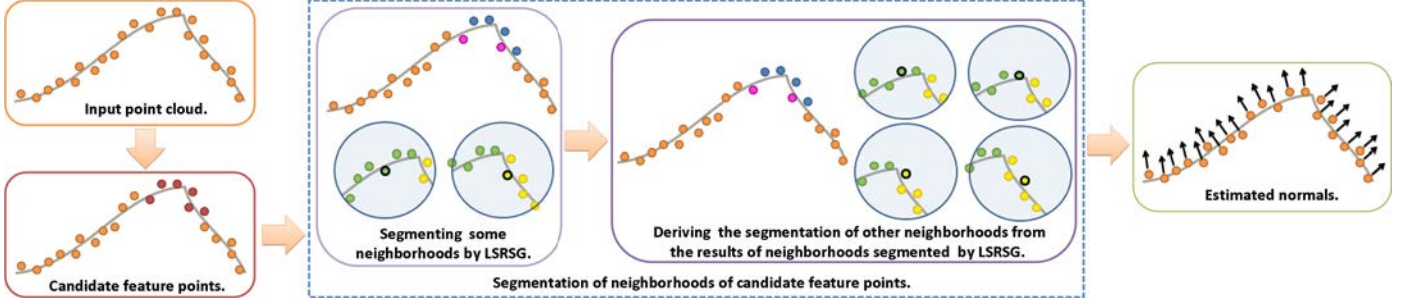 Input point cloud.
Candidate feature points.
Segmenting some
neighborhoods by LSRSG.
Deriving the segmentation of other neighborhoods from
the results of neighborhoods segmented by LSRSG.
Segmentation of neighborhoods of candidate feature points.
Estimated normals.